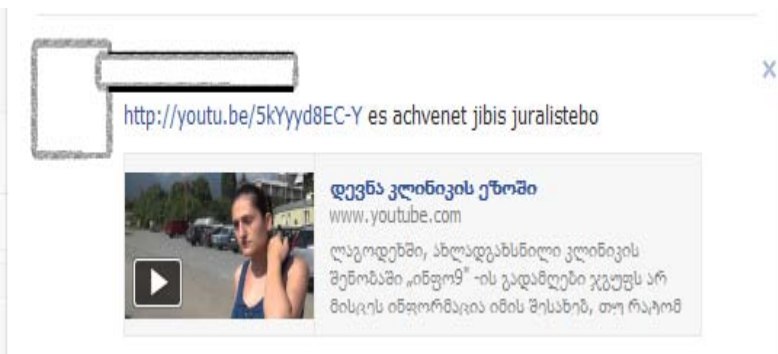 http://youtu.be/5kYyyd8EC-Y es achvenet jibis juralistebo
დევნა კლინიკის ეზოში
www.youtube.com
ლაგოდეხში, ახლადგახსნილი კლინიკის
შენობაში „ინფო9" -ის გადამღები ჯგუფს არ
მისცეს ინფორმაცია იმის შესახებ, თუ რატომ